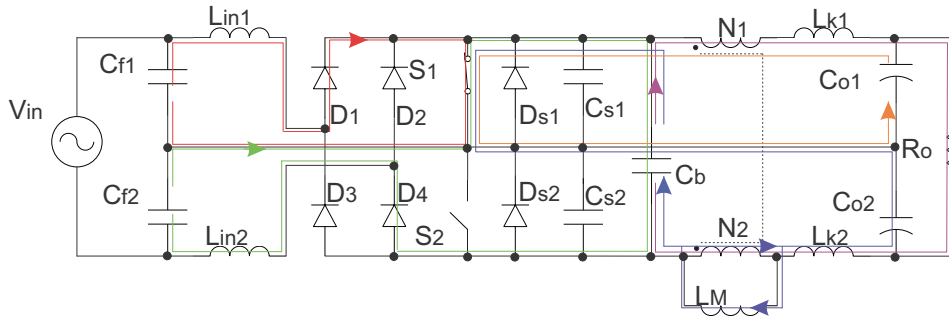 Lin1
N1
Lk1
Cf1
S1
Co1
Vin
D1
D2
Ds1
Cs1
Ro
Cb
Cf2
D3
D4
Ds2
Cs2
Co2
S2
Lin2
N2
Lk2
LM